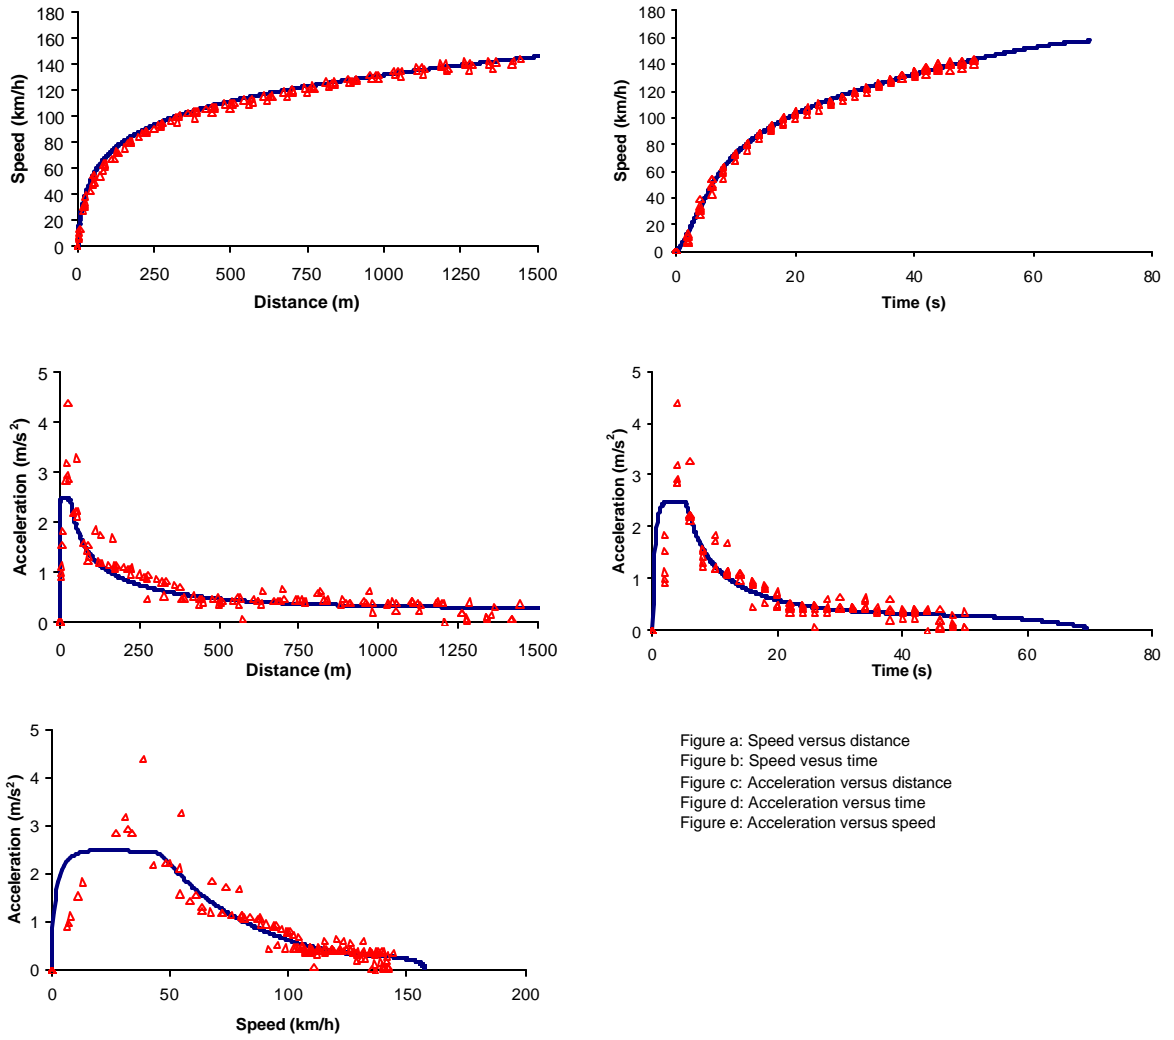 180
160
140
120
100
80
60
40
20
0
Speed (km/h)
0 250 500 750 1000 1250 1500
Distance (m)
180
160
140
120
100
80
60
40
20
0
Speed (km/h)
0 20 40 60 80
Time (s)
5
4
3
2
1
0
Acceleration (m/s²)
0 250 500 750 1000 1250 1500
Distance (m)
5
4
3
2
1
0
Acceleration (m/s²)
0 20 40 60 80
Time (s)
5
4
3
2
1
0
Acceleration (m/s²)
0 50 100 150 200
Speed (km/h)
Figure a: Speed versus distance
Figure b: Speed vesus time
Figure c: Acceleration versus distance
Figure d: Acceleration versus time
Figure e: Acceleration versus speed